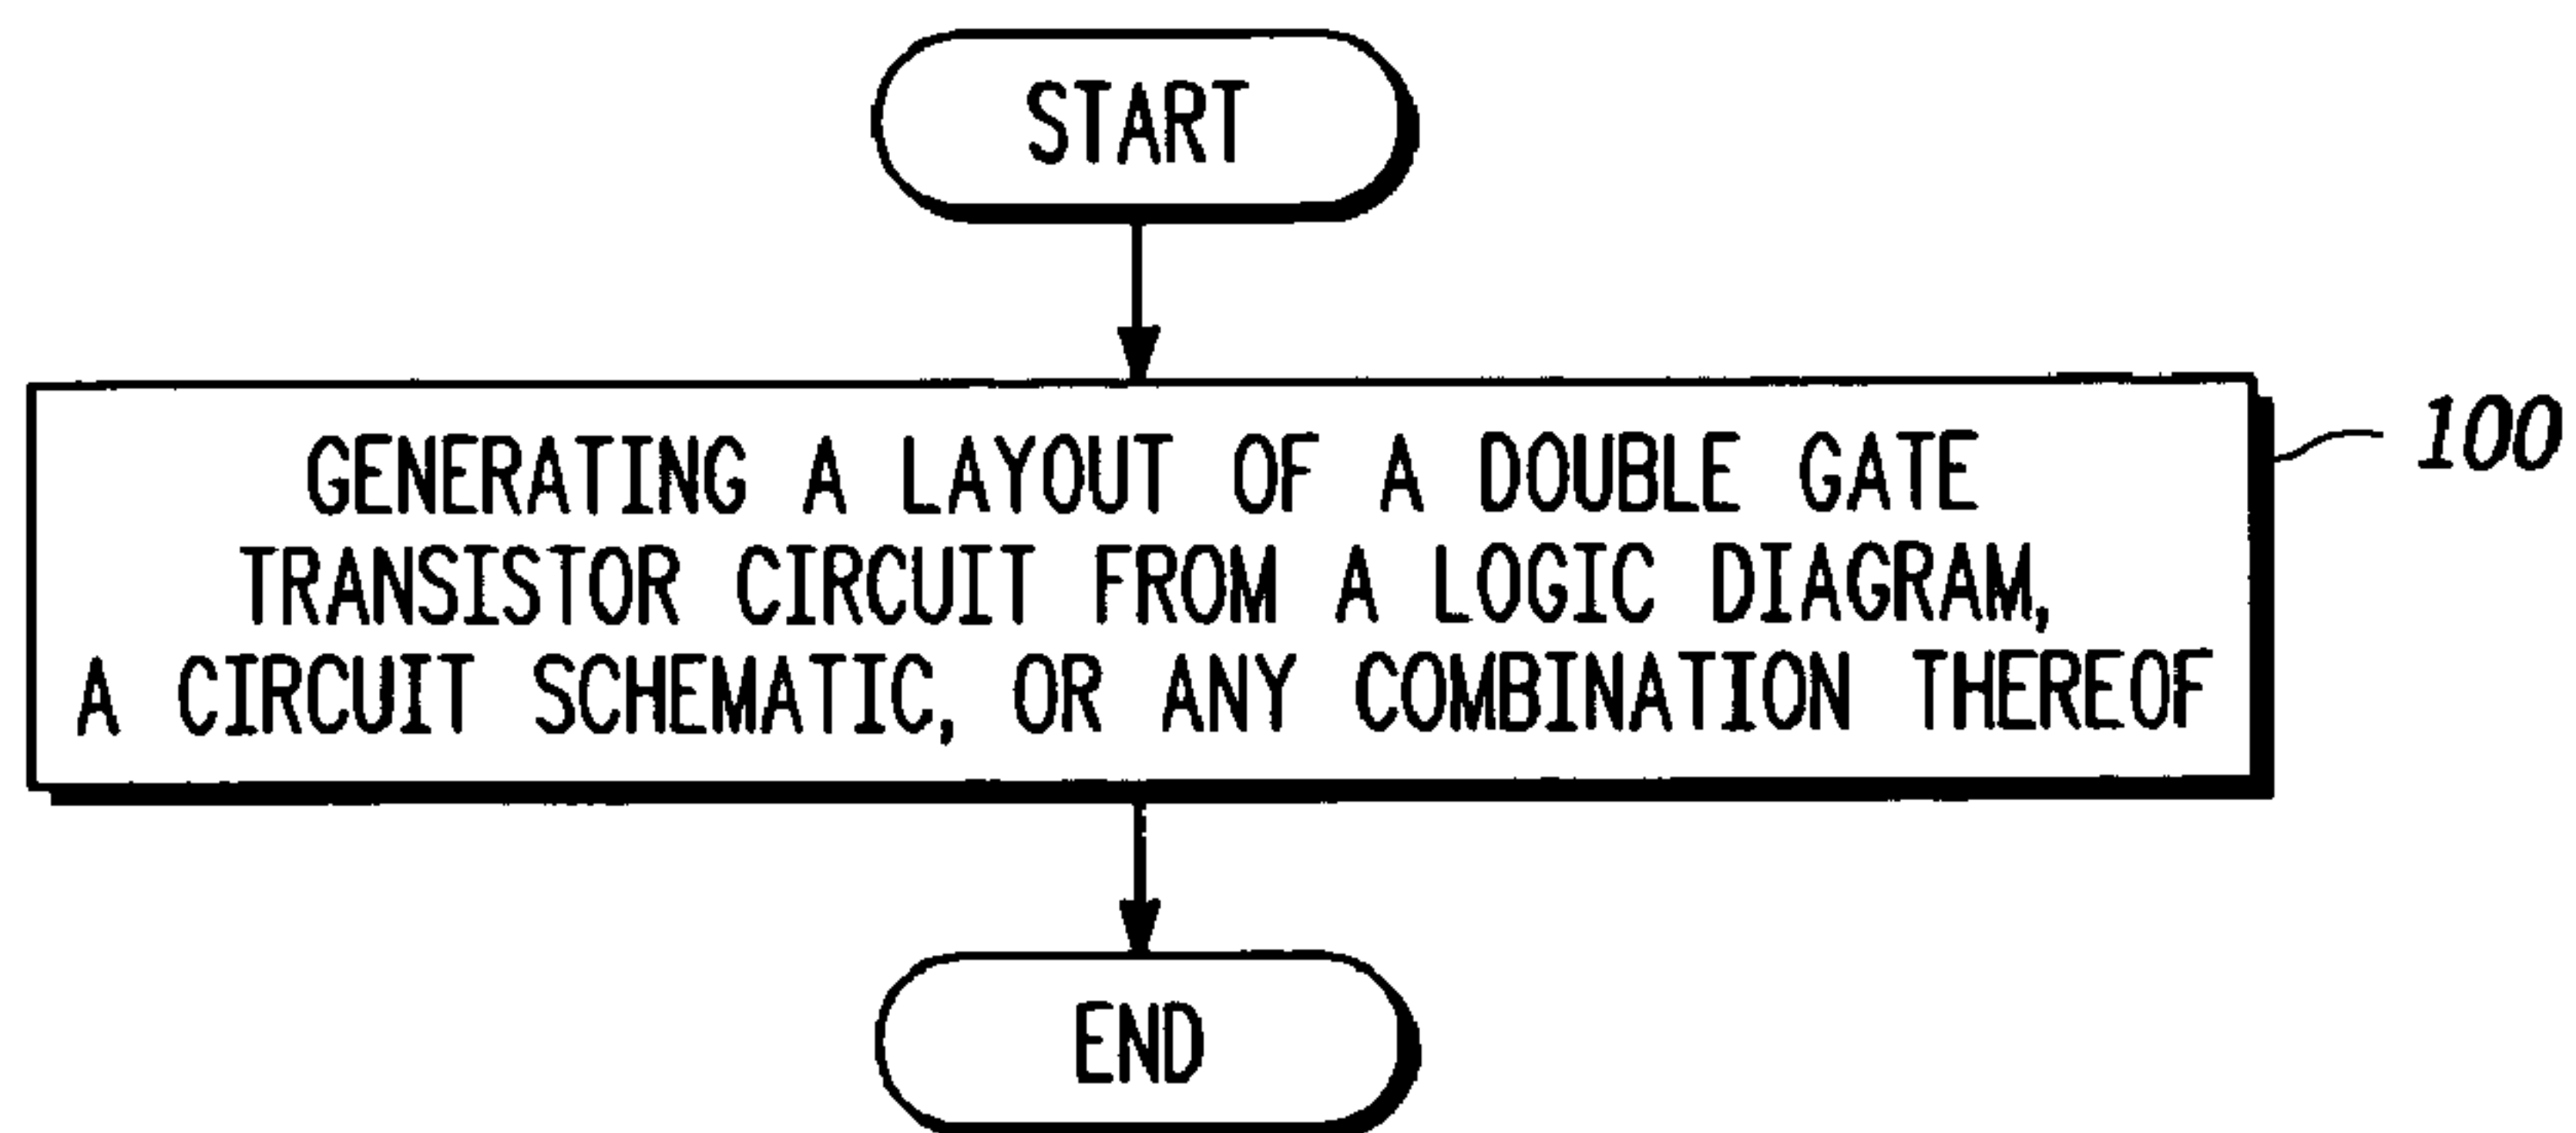 START
GENERATING A LAYOUT OF A DOUBLE GATE
TRANSISTOR CIRCUIT FROM A LOGIC DIAGRAM,
A CIRCUIT SCHEMATIC, OR ANY COMBINATION THEREOF
100
END